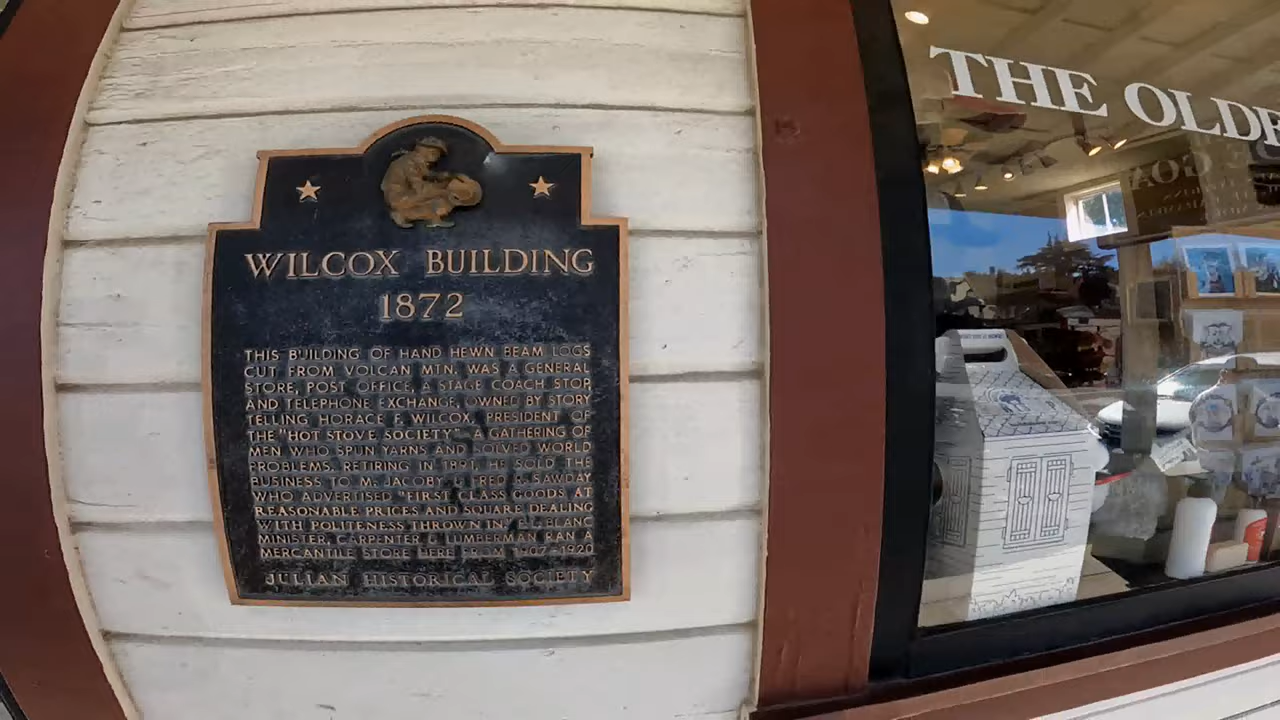 WILCOX BUILDING
1872
THIS BUILDING OF HAND HEWN BEAM LOGS
CUT FROM VOLCAN MTN. WAS A GENERAL
STORE, POST OFFICE, A STAGE COACH STOP,
AND TELEPHONE EXCHANGE, OWNED BY STORY
TELLING HORACE F. WILCOX, PRESIDENT OF
THE "HOT STOVE SOCIETY", A GATHERING OF
MEN WHO SPUN YARNS AND SOLVED WORLD
PROBLEMS. RETIRING IN 1891, HE SOLD THE
BUSINESS TO M. JACOBY & FRED R. SAWDAY
WHO ADVERTISED "FIRST CLASS GOODS AT
REASONABLE PRICES AND SQUARE DEALING
WITH POLITENESS THROWN IN". LE BLANC
MINISTER, CARPENTER & LUMBERMAN RAN A
MERCANTILE STORE HERE FROM 1907-1920
JULIAN HISTORICAL SOCIETY
THE OLDE